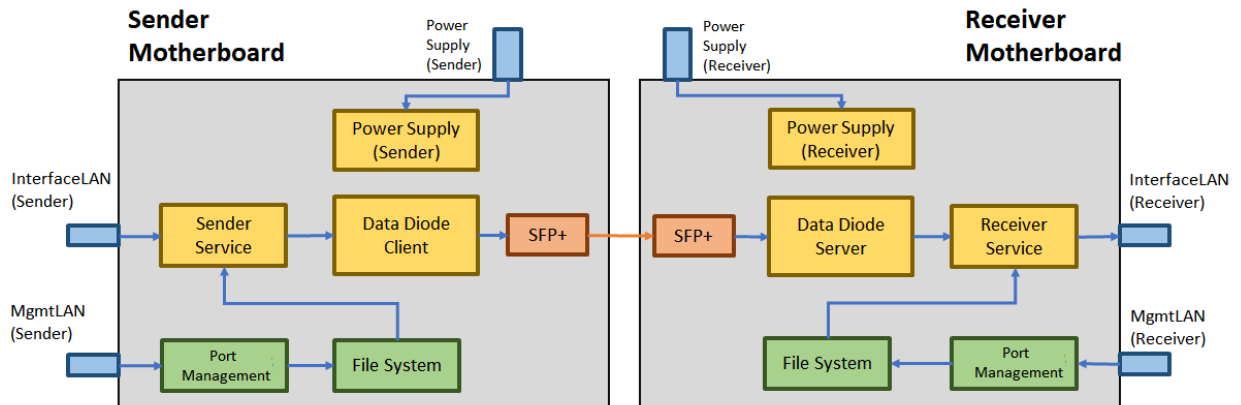 Sender
Motherboard
Power
Supply
(Sender)
Power
Supply
(Receiver)
Receiver
Motherboard
Power Supply
(Sender)
Power Supply
(Receiver)
InterfaceLAN
(Sender)
Sender
Service
Data Diode
Client
SFP+
SFP+
Data Diode
Server
Receiver
Service
InterfaceLAN
(Receiver)
MgmtLAN
(Sender)
Port
Management
File System
File System
Port
Management
MgmtLAN
(Receiver)